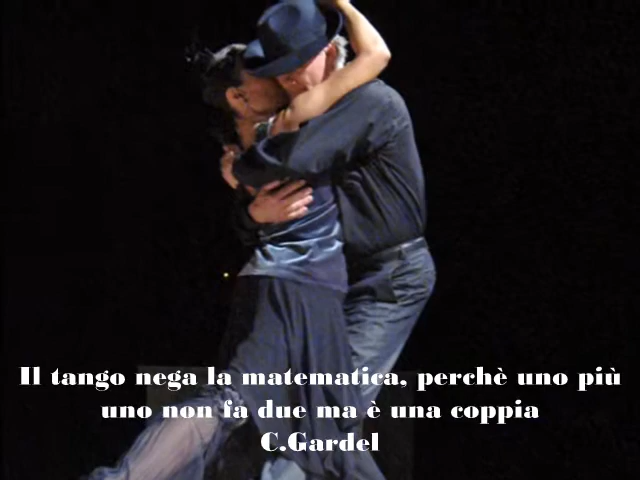 Il tango nega la matematica, perchè uno più
uno non fa due ma è una coppia
C.Gardel